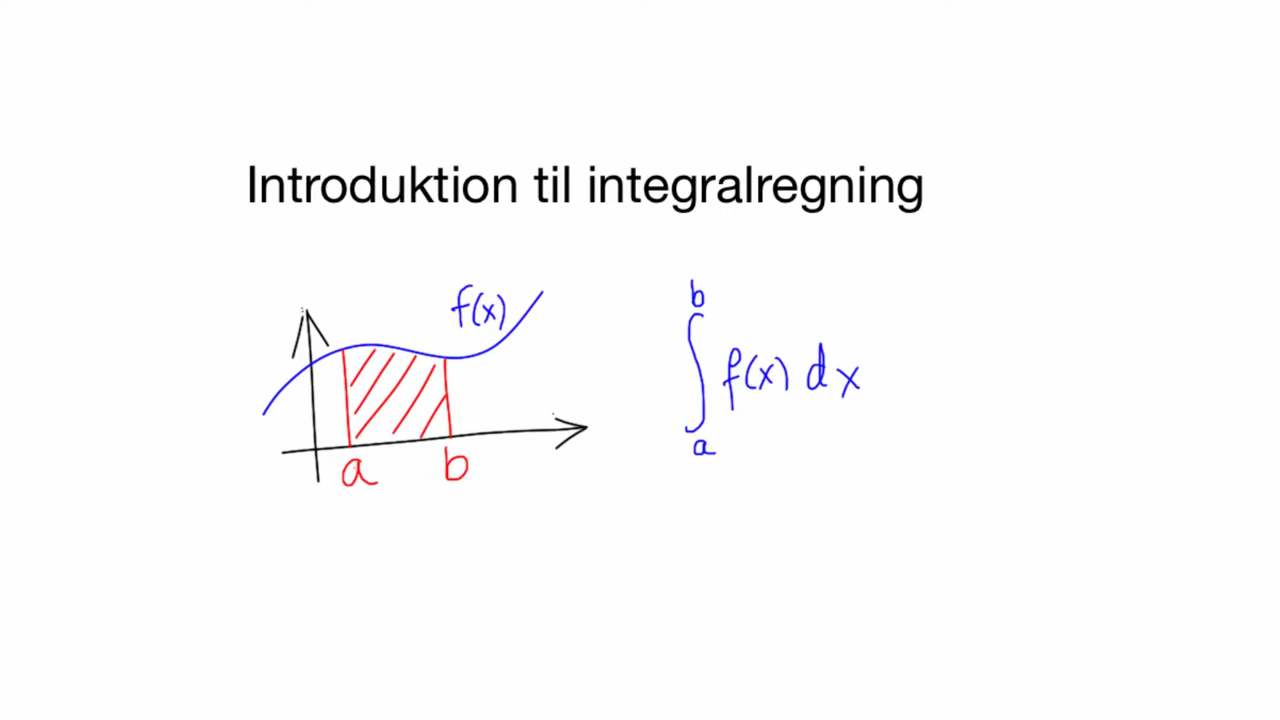 Introduktion til integralregning
f(x)
a b
b
∫ f(x) dx
a